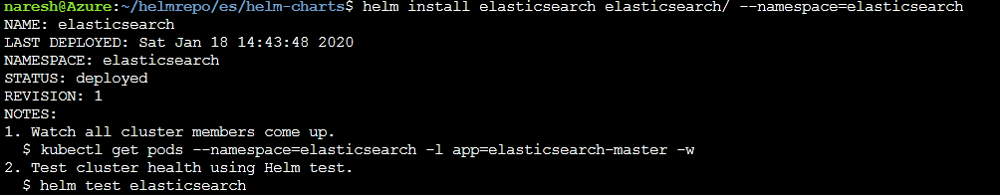 naresh@Azure:~/helmrepo/es/helm-charts$ helm install elasticsearch elasticsearch/ --namespace=elasticsearch
NAME: elasticsearch
LAST DEPLOYED: Sat Jan 18 14:43:48 2020
NAMESPACE: elasticsearch
STATUS: deployed
REVISION: 1
NOTES:
1. Watch all cluster members come up.
  $ kubectl get pods --namespace=elasticsearch -l app=elasticsearch-master -w
2. Test cluster health using Helm test.
  $ helm test elasticsearch